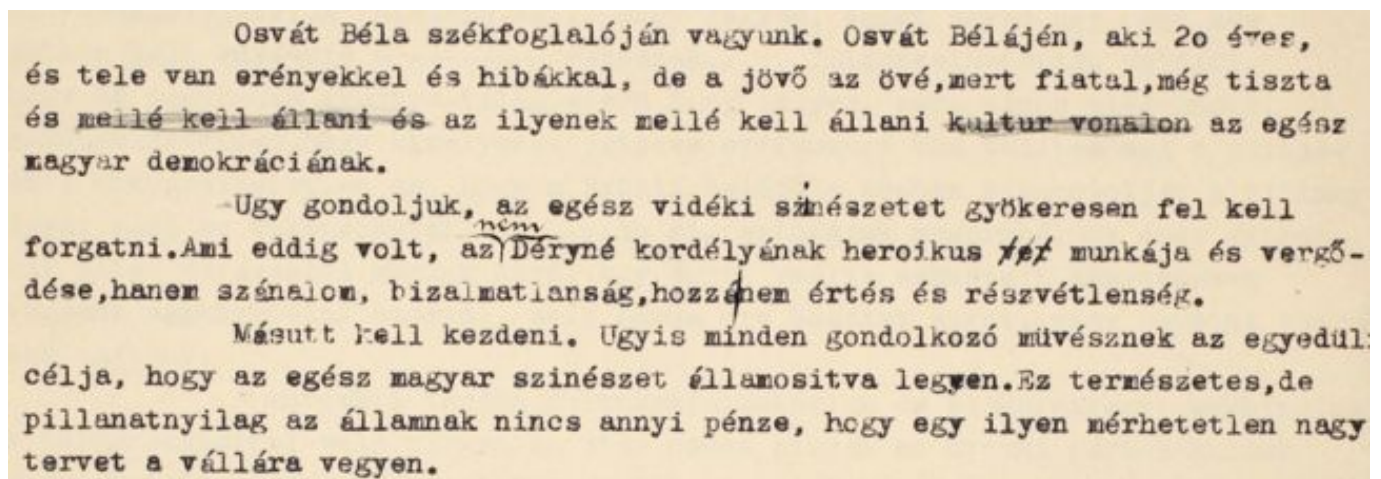 Osvát Béla székfoglalóján vagyunk. Osvát Béláján, aki 2o éves,
és tele van erényekkel és hibákkal, de a jövő az övé,mert fiatal,még tiszta
és mellé kell állani és az ilyenek mellé kell állani kultur vonalon az egész
magyar demokráciának.
Ugy gondoljuk, az egész vidéki szinészetet gyökeresen fel kell
nem
forgatni.Ami eddig volt, az Déryné kordélyának heroikus munkája és vergő-
dése,hanem szánalom, bizalmatlanság,hozzánem értés és részvétlenség.
Másutt kell kezdeni. Ugyis minden gondolkozó müvésznek az egyedüli
célja, hogy az egész magyar szinészet államositva legyen.Ez természetes,de
pillanatnyilag az államnak nincs annyi pénze, hogy egy ilyen mérhetetlen nagy
tervet a vállára vegyen.